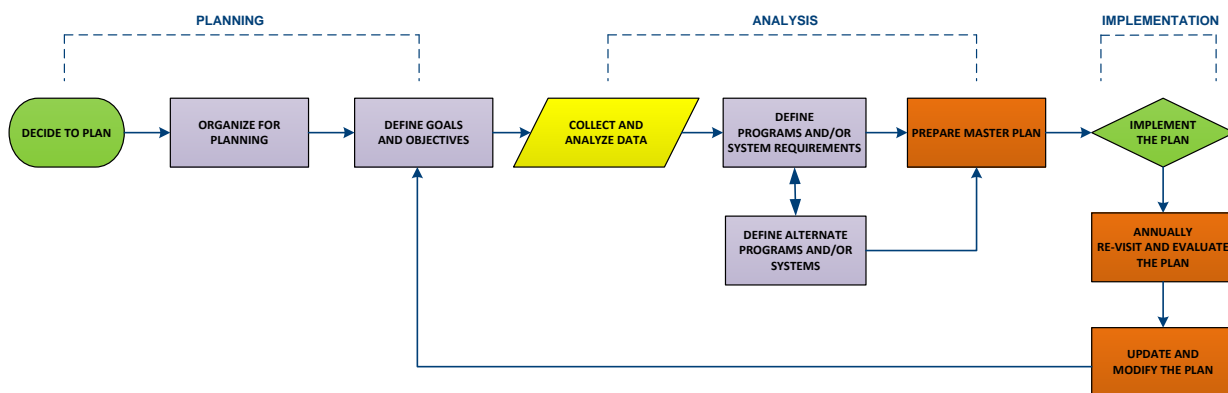 PLANNING
ANALYSIS
IMPLEMENTATION
DECIDE TO PLAN
ORGANIZE FOR
PLANNING
DEFINE GOALS
AND OBJECTIVES
COLLECT AND
ANALYZE DATA
DEFINE
PROGRAMS AND/OR
SYSTEM REQUIREMENTS
PREPARE MASTER PLAN
IMPLEMENT
THE PLAN
DEFINE ALTERNATE
PROGRAMS AND/OR
SYSTEMS
ANNUALLY
RE-VISIT AND EVALUATE
THE PLAN
UPDATE AND
MODIFY THE PLAN